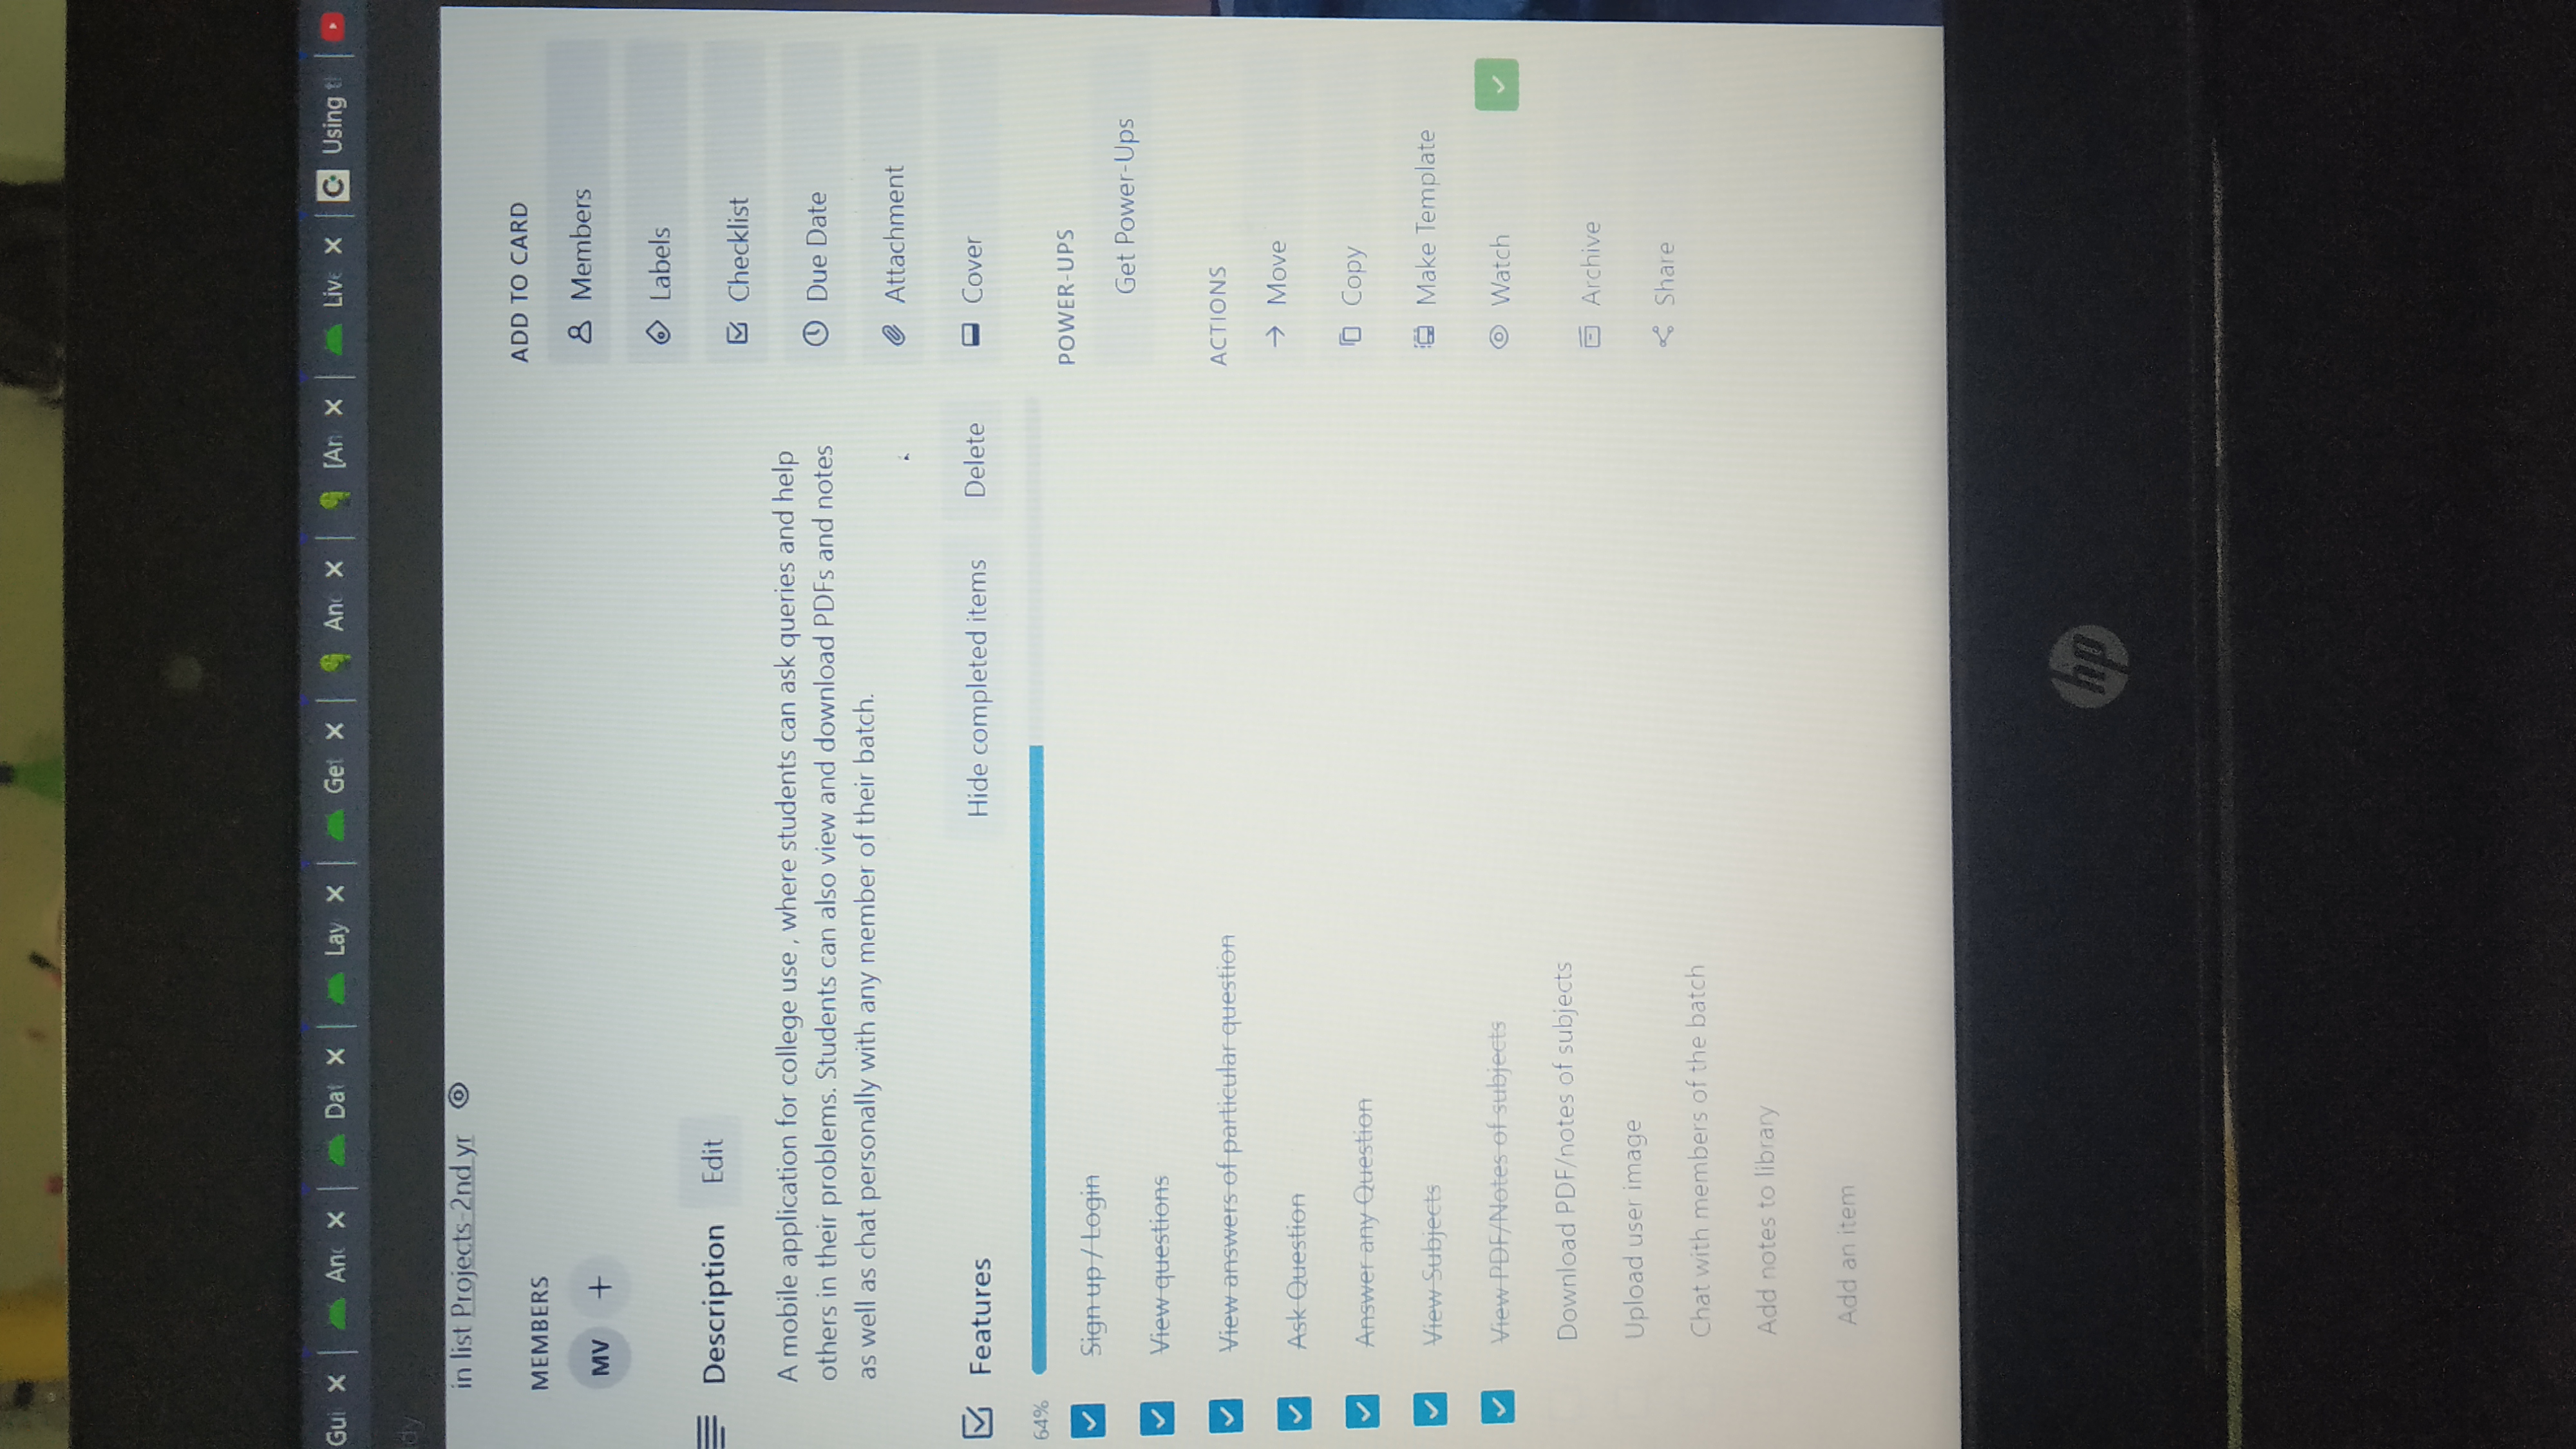 Gui
And
Dat
Lay
Get
And
[An
Live
Using th
dy
in list Projects-2nd yr
MEMBERS
MV
Description Edit
A mobile application for college use , where students can ask queries and help
others in their problems. Students can also view and download PDFs and notes
as well as chat personally with any member of their batch.
Features Hide completed items Delete
64%
Sign up / Login
View questions
View answers of particular question
Ask Question
Answer any Question
View Subjects
View PDF/Notes of subjects
Download PDF/notes of subjects
Upload user image
Chat with members of the batch
Add notes to library
Add an item
ADD TO CARD
Members
Labels
Checklist
Due Date
Attachment
Cover
POWER-UPS
Get Power-Ups
ACTIONS
Move
Copy
Make Template
Watch
Archive
Share
hp